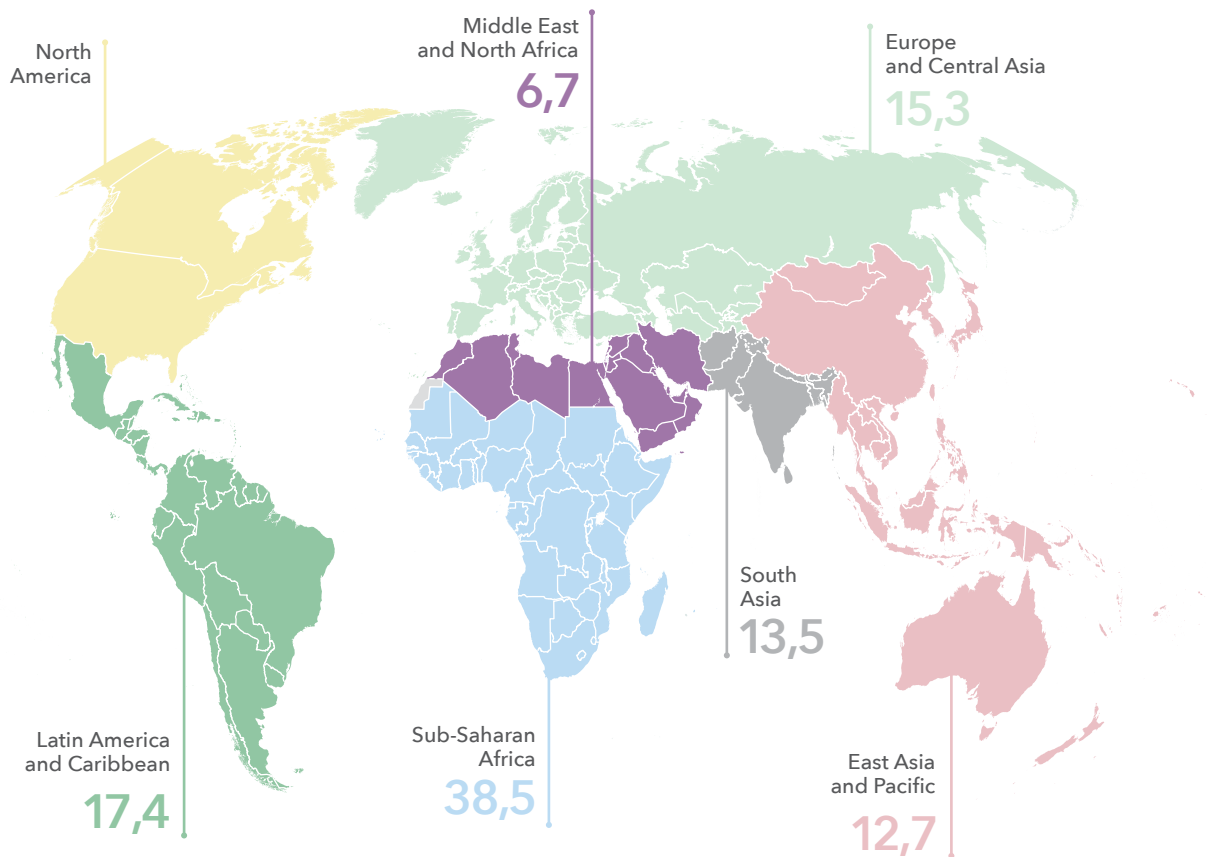 North
America
Middle East
and North Africa
6,7
Europe
and Central Asia
15,3
South
Asia
13,5
Latin America
and Caribbean
17,4
Sub-Saharan
Africa
38,5
East Asia
and Pacific
12,7